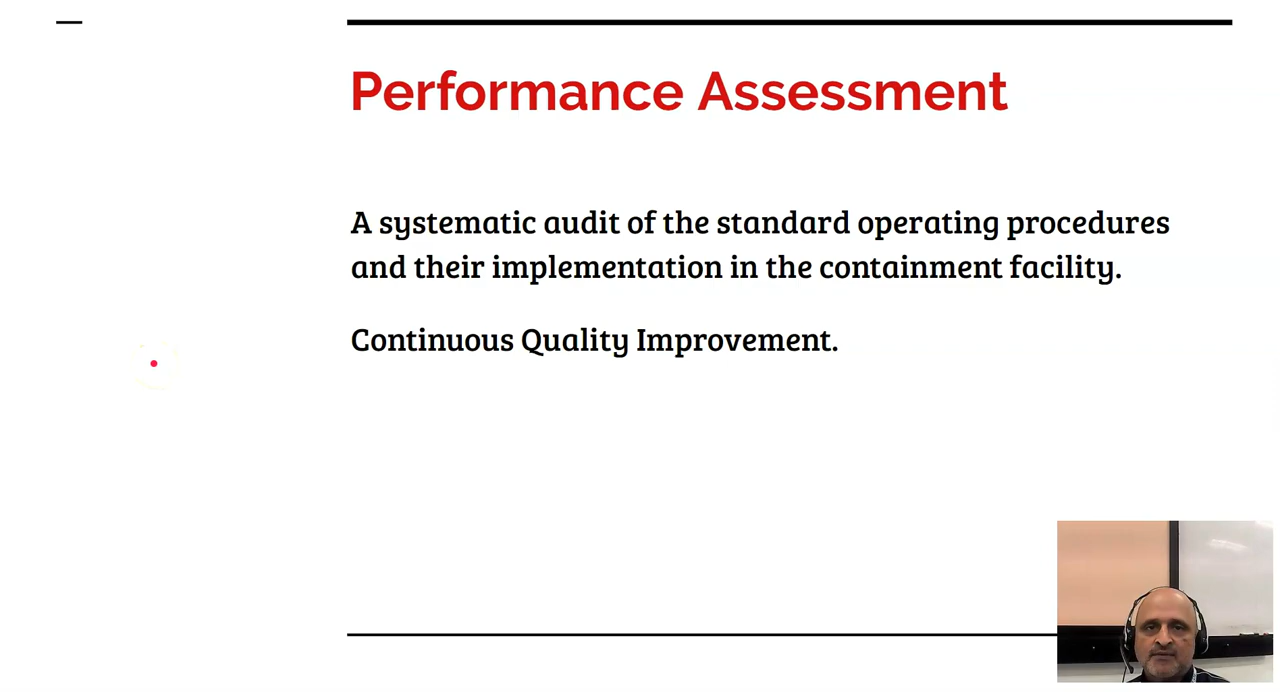 Performance Assessment
A systematic audit of the standard operating procedures
and their implementation in the containment facility.
Continuous Quality Improvement.